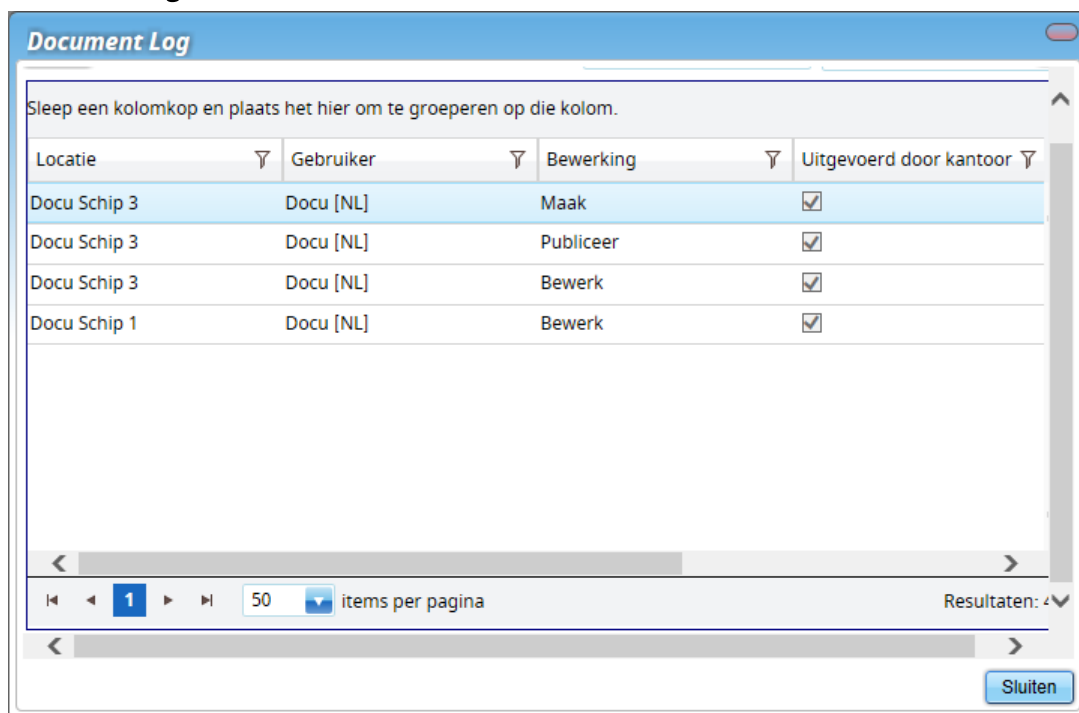 Document Log
Sleep een kolomkop en plaats het hier om te groeperen op die kolom.
Locatie Gebruiker Bewerking Uitgevoerd door kantoor
Docu Schip 3 Docu [NL] Maak
Docu Schip 3 Docu [NL] Publiceer
Docu Schip 3 Docu [NL] Bewerk
Docu Schip 1 Docu [NL] Bewerk
1 50 items per pagina Resultaten:
Sluiten